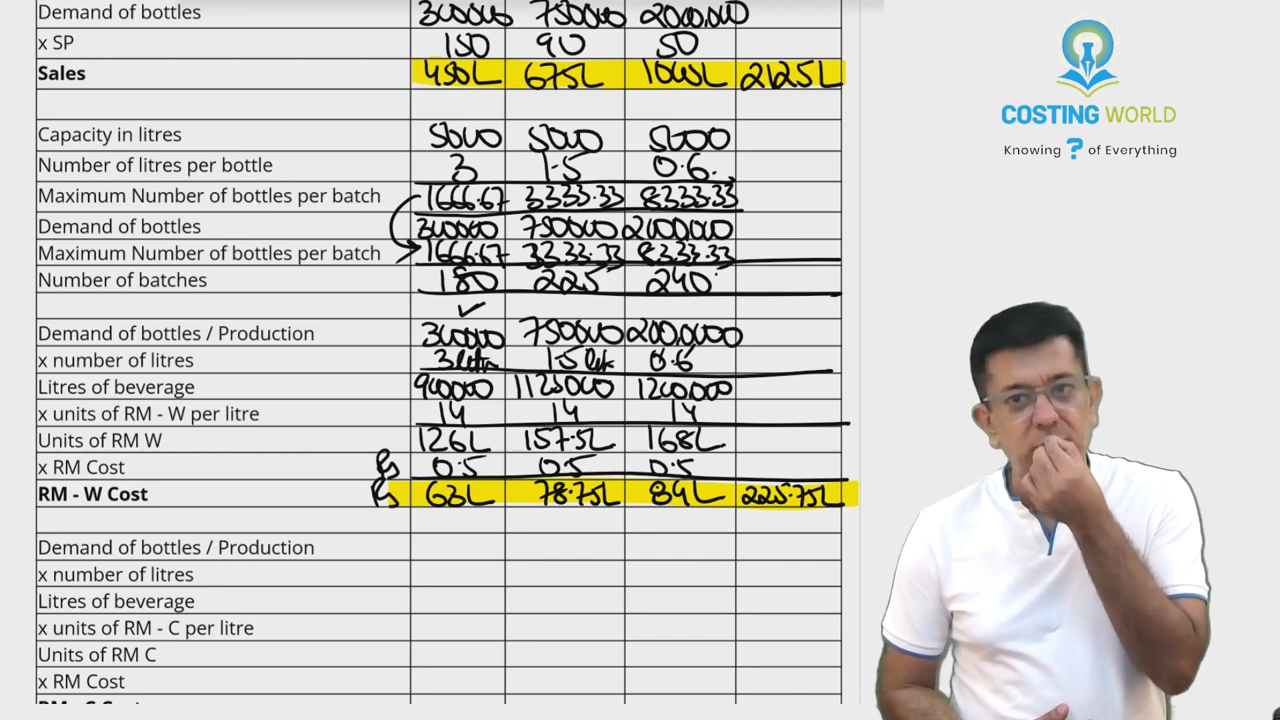 Demand of bottles 300000 750000 2000.000
x SP 150 90 50
Sales 450L 675L 1000L 2125L
Capacity in litres 5000 5000 5000
Number of litres per bottle 3 1.5 0.6
Maximum Number of bottles per batch 1666.67 3333.33 8333.33
Demand of bottles 300000 750000 2000000
Maximum Number of bottles per batch 1666.67 3333.33 8333.33
Number of batches 180 225 240
Demand of bottles / Production 300000 750000 2000000
x number of litres 3 1.5 0.6
Litres of beverage 900000 1125000 1200000
x units of RM - W per litre 14 14 14
Units of RM W 126L 157.5L 168L
x RM Cost Rs 0.5 0.5 0.5
RM - W Cost Rs 63L 78.75L 84L 225.75L
Demand of bottles / Production
x number of litres
Litres of beverage
x units of RM - C per litre
Units of RM C
x RM Cost
COSTING WORLD
Knowing ? of Everything